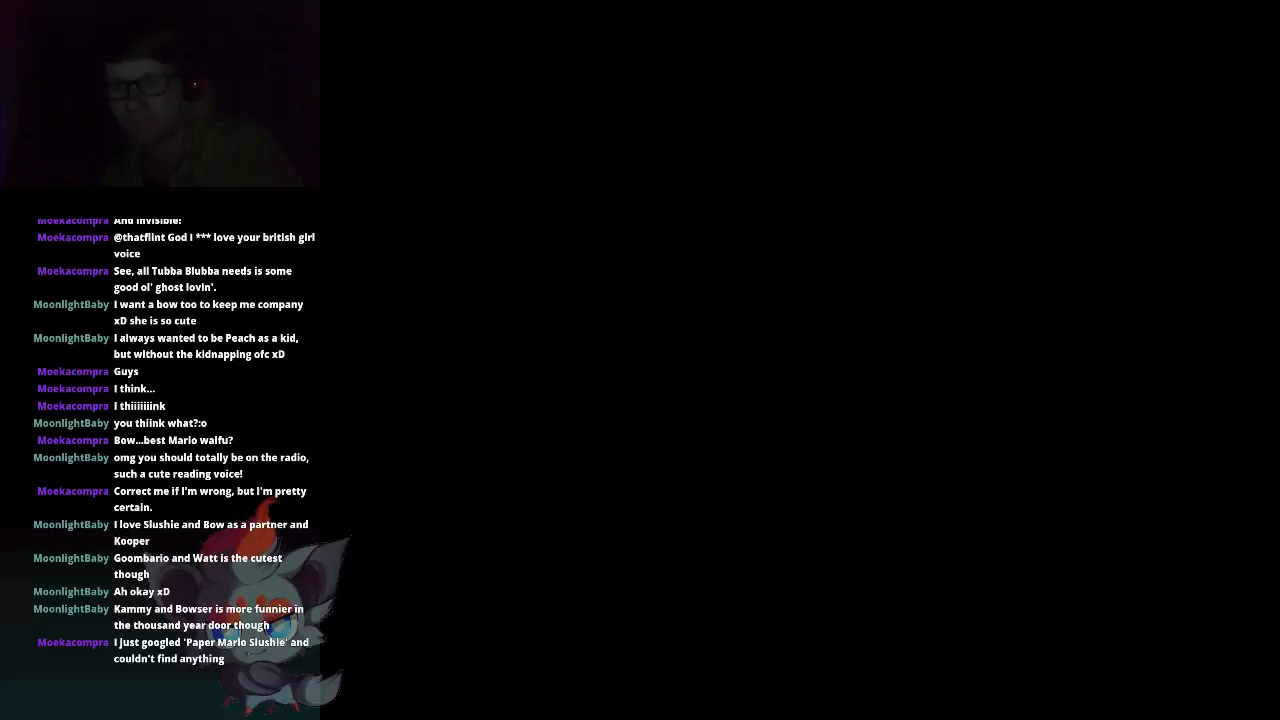 Moekacompra And invisible!
Moekacompra @thatflint God I *** love your british girl
voice
Moekacompra See, all Tubba Blubba needs is some
good ol' ghost lovin'.
MoonlightBaby I want a bow too to keep me company
xD she is so cute
MoonlightBaby I always wanted to be Peach as a kid,
but without the kidnapping ofc xD
Moekacompra Guys
Moekacompra I think...
Moekacompra I thiiiiiiink
MoonlightBaby you thiink what?:o
Moekacompra Bow...best Mario waifu?
MoonlightBaby omg you should totally be on the radio,
such a cute reading voice!
Moekacompra Correct me if I'm wrong, but I'm pretty
certain.
MoonlightBaby I love Slushie and Bow as a partner and
Kooper
MoonlightBaby Goombario and Watt is the cutest
though
MoonlightBaby Ah okay xD
MoonlightBaby Kammy and Bowser is more funnier in
the thousand year door though
Moekacompra I just googled 'Paper Mario Slushie' and
couldn't find anything